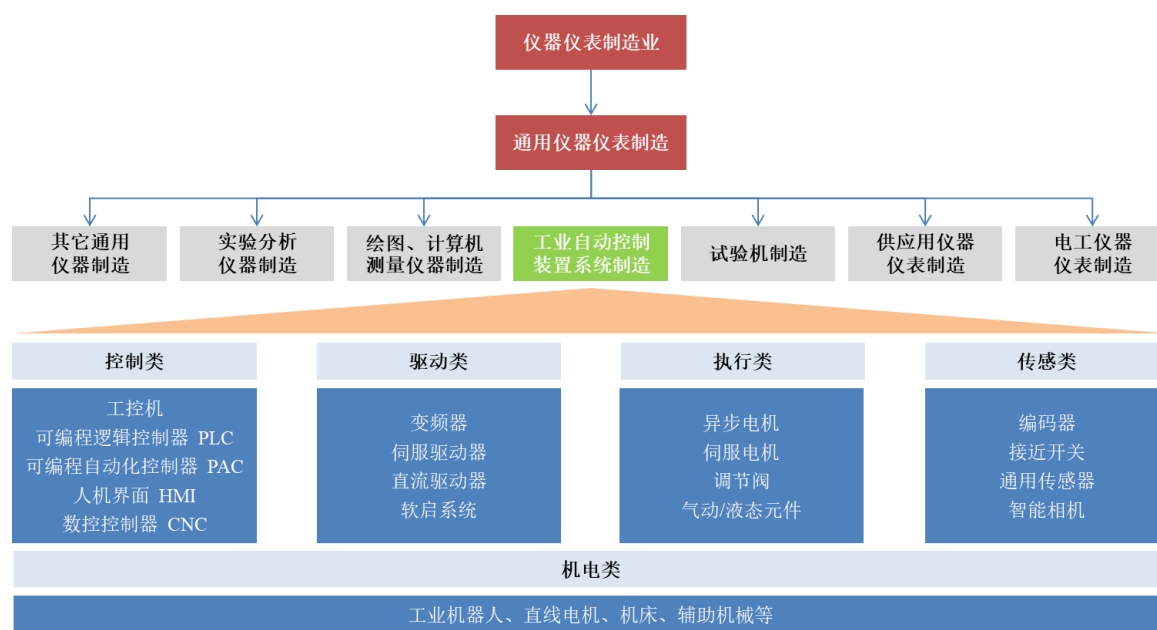 仪器仪表制造业
通用仪器仪表制造
其它通用
仪器制造
实验分析
仪器制造
绘图、计算机
测量仪器制造
工业自动控制
装置系统制造
试验机制造
供应用仪器
仪表制造
电工仪器
仪表制造
控制类
工控机
可编程逻辑控制器 PLC
可编程自动化控制器 PAC
人机界面 HMI
数控控制器 CNC
驱动类
变频器
伺服驱动器
直流驱动器
软启系统
执行类
异步电机
伺服电机
调节阀
气动/液态元件
传感类
编码器
接近开关
通用传感器
智能相机
机电类
工业机器人、直线电机、机床、辅助机械等